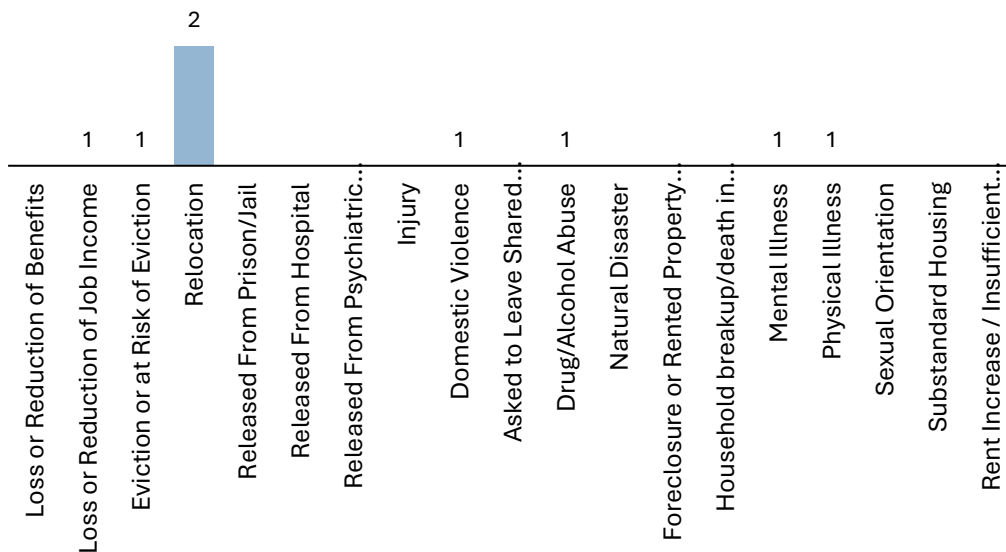 2
1
1
1
1
1
1
Loss or Reduction of Benefits
Loss or Reduction of Job Income
Eviction or at Risk of Eviction
Relocation
Released From Prison/Jail
Released From Hospital
Released From Psychiatric...
Injury
Domestic Violence
Asked to Leave Shared...
Drug/Alcohol Abuse
Natural Disaster
Foreclosure or Rented Property...
Household breakup/death in...
Mental Illness
Physical Illness
Sexual Orientation
Substandard Housing
Rent Increase / Insufficient...